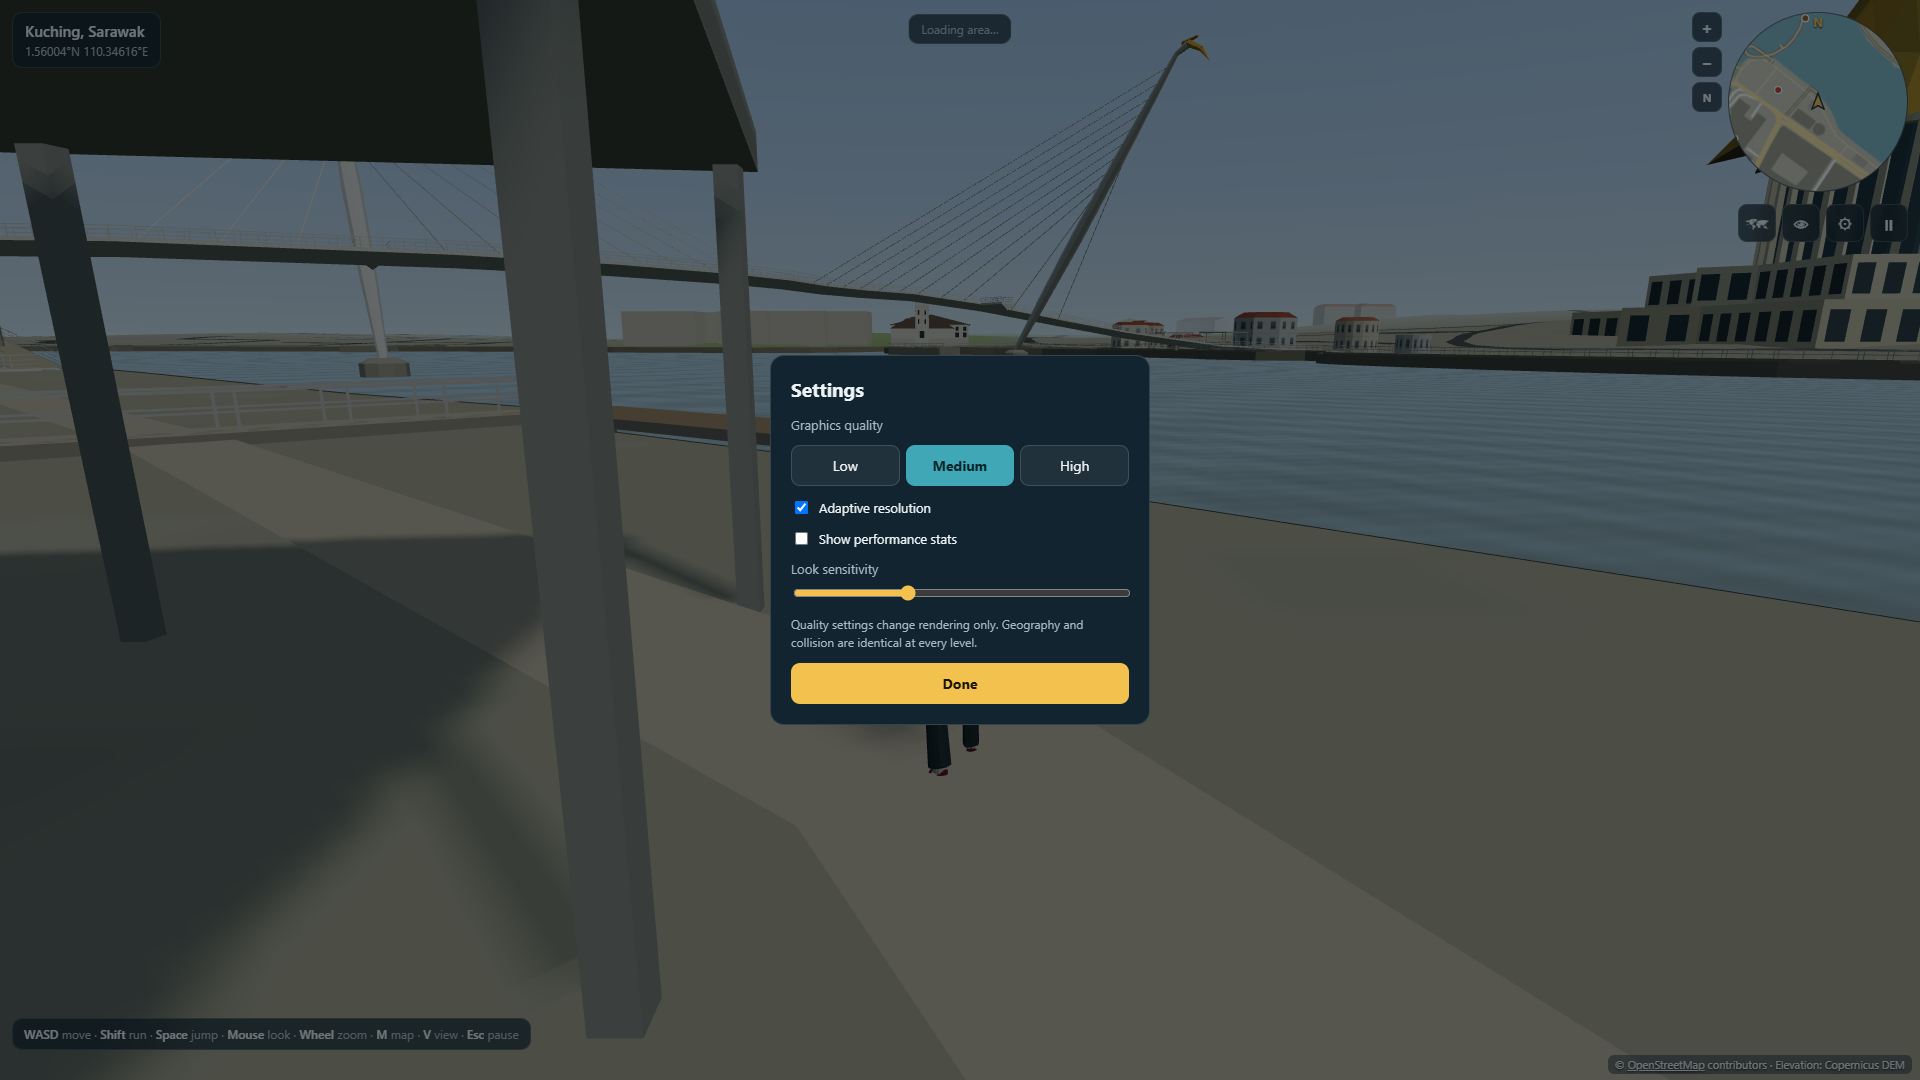 Kuching, Sarawak
1.56004°N 110.34616°E
Loading area...
+
−
N
N
Settings
Graphics quality
Low
Medium
High
Adaptive resolution
Show performance stats
Look sensitivity
Quality settings change rendering only. Geography and
collision are identical at every level.
Done
WASD move · Shift run · Space jump · Mouse look · Wheel zoom · M map · V view · Esc pause
© OpenStreetMap contributors · Elevation: Copernicus DEM